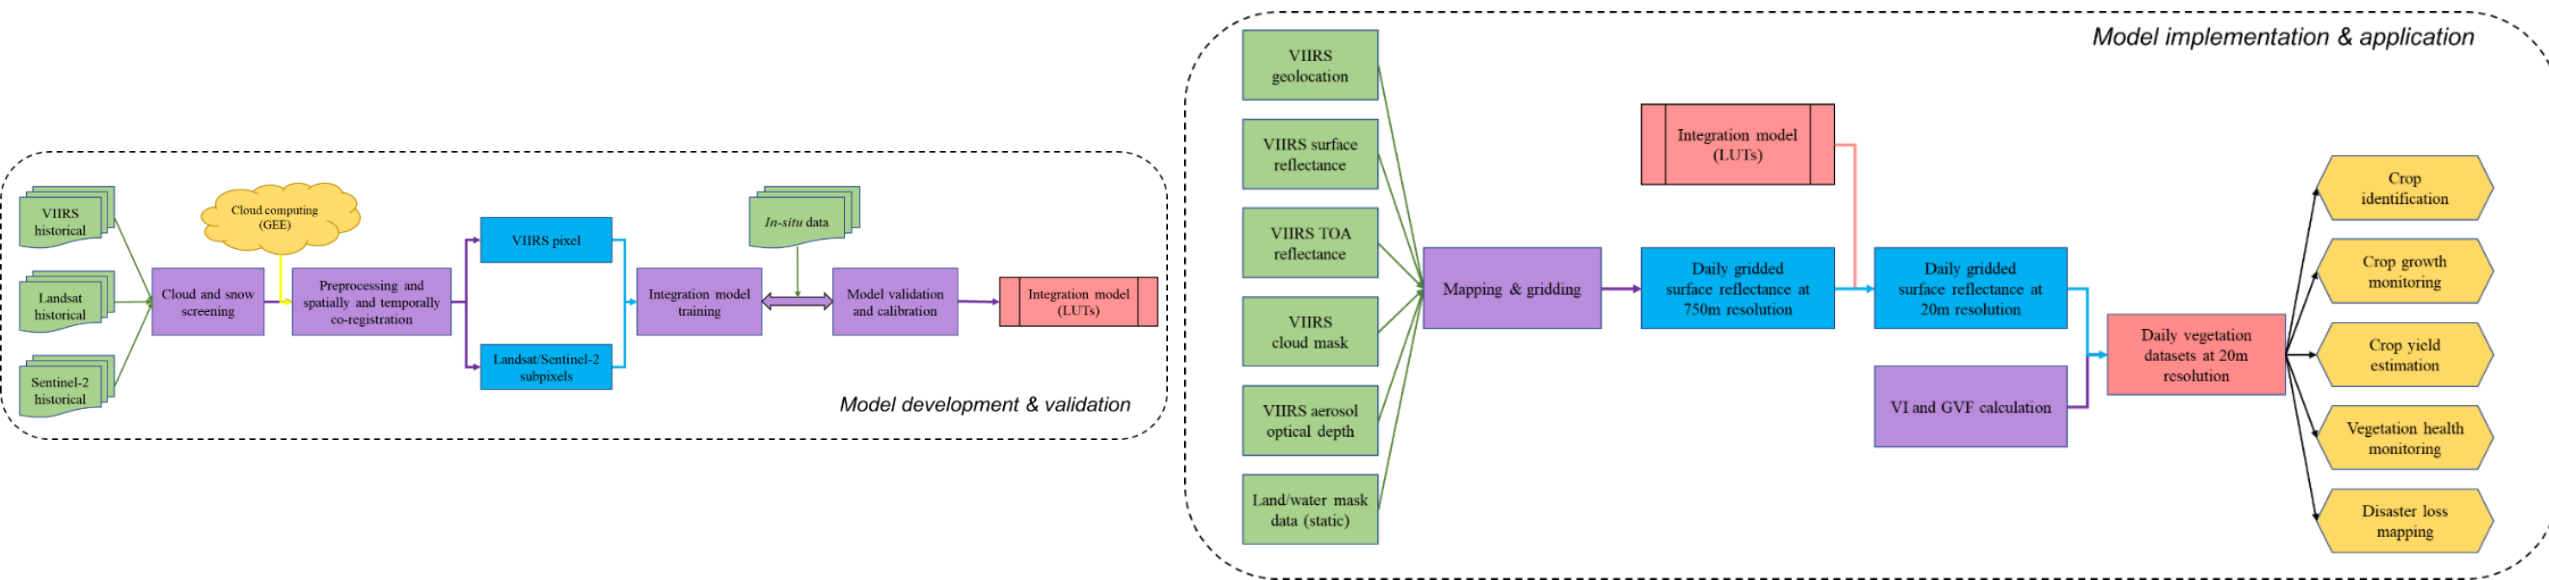 VIIRS
historical
Landsat
historical
Sentinel-2
historical
Cloud and snow
screening
Cloud computing
(GEE)
Preprocessing and
spatially and temporally
co-registration
VIIRS pixel
Landsat/Sentinel-2
subpixels
Integration model
training
In-situ data
Model validation
and calibration
Integration model
(LUTs)
Model development & validation
Model implementation & application
VIIRS
geolocation
VIIRS surface
reflectance
VIIRS TOA
reflectance
VIIRS
cloud mask
VIIRS aerosol
optical depth
Land/water mask
data (static)
Mapping & gridding
Integration model
(LUTs)
Daily gridded
surface reflectance at
750m resolution
Daily gridded
surface reflectance at
20m resolution
VI and GVF calculation
Daily vegetation
datasets at 20m
resolution
Crop
identification
Crop growth
monitoring
Crop yield
estimation
Vegetation health
monitoring
Disaster loss
mapping